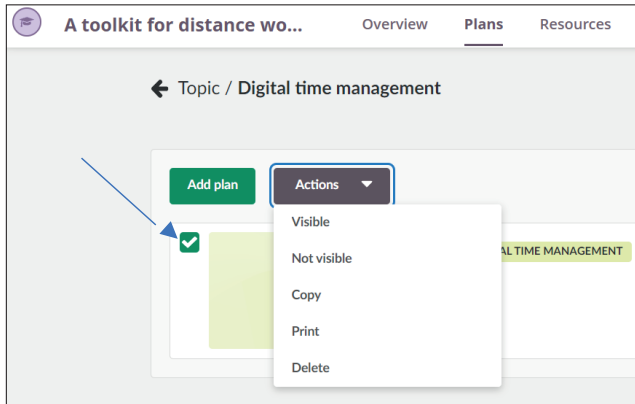 A toolkit for distance wo... Overview Plans Resources
Topic / Digital time management
Add plan Actions
Visible
Not visible
AL TIME MANAGEMENT
Copy
Print
Delete